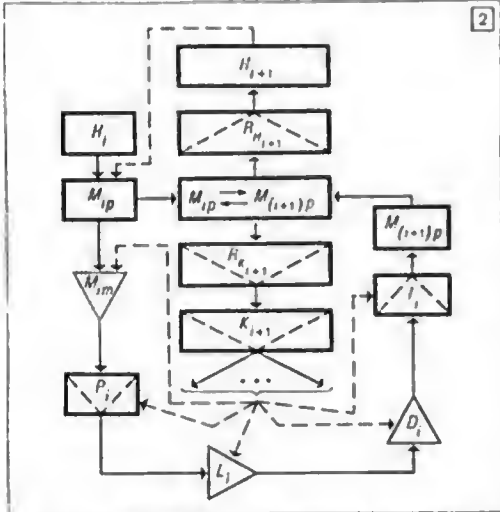 2
H_{i+1}
H_i
R_{H_{i+1}}
M_{ip}
M_{ip} ⇄ M_{(i+1)p}
M_{(i+1)p}
R_{K_{i+1}}
M_{im}
I_i
K_{i+1}
...
P_i
D_i
L_i